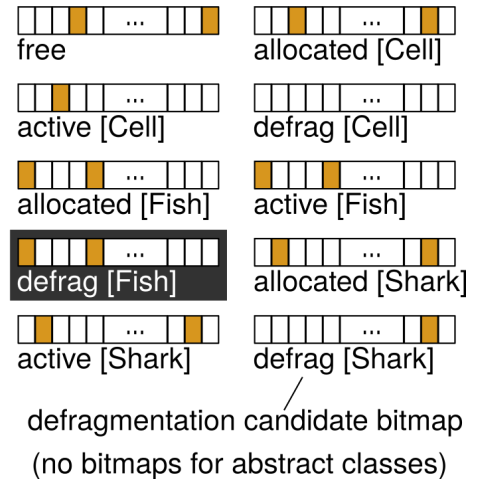 ...
...
free
allocated [Cell]
...
...
active [Cell]
defrag [Cell]
...
...
allocated [Fish]
active [Fish]
...
...
defrag [Fish]
allocated [Shark]
...
...
active [Shark]
defrag [Shark]
defragmentation candidate bitmap
(no bitmaps for abstract classes)